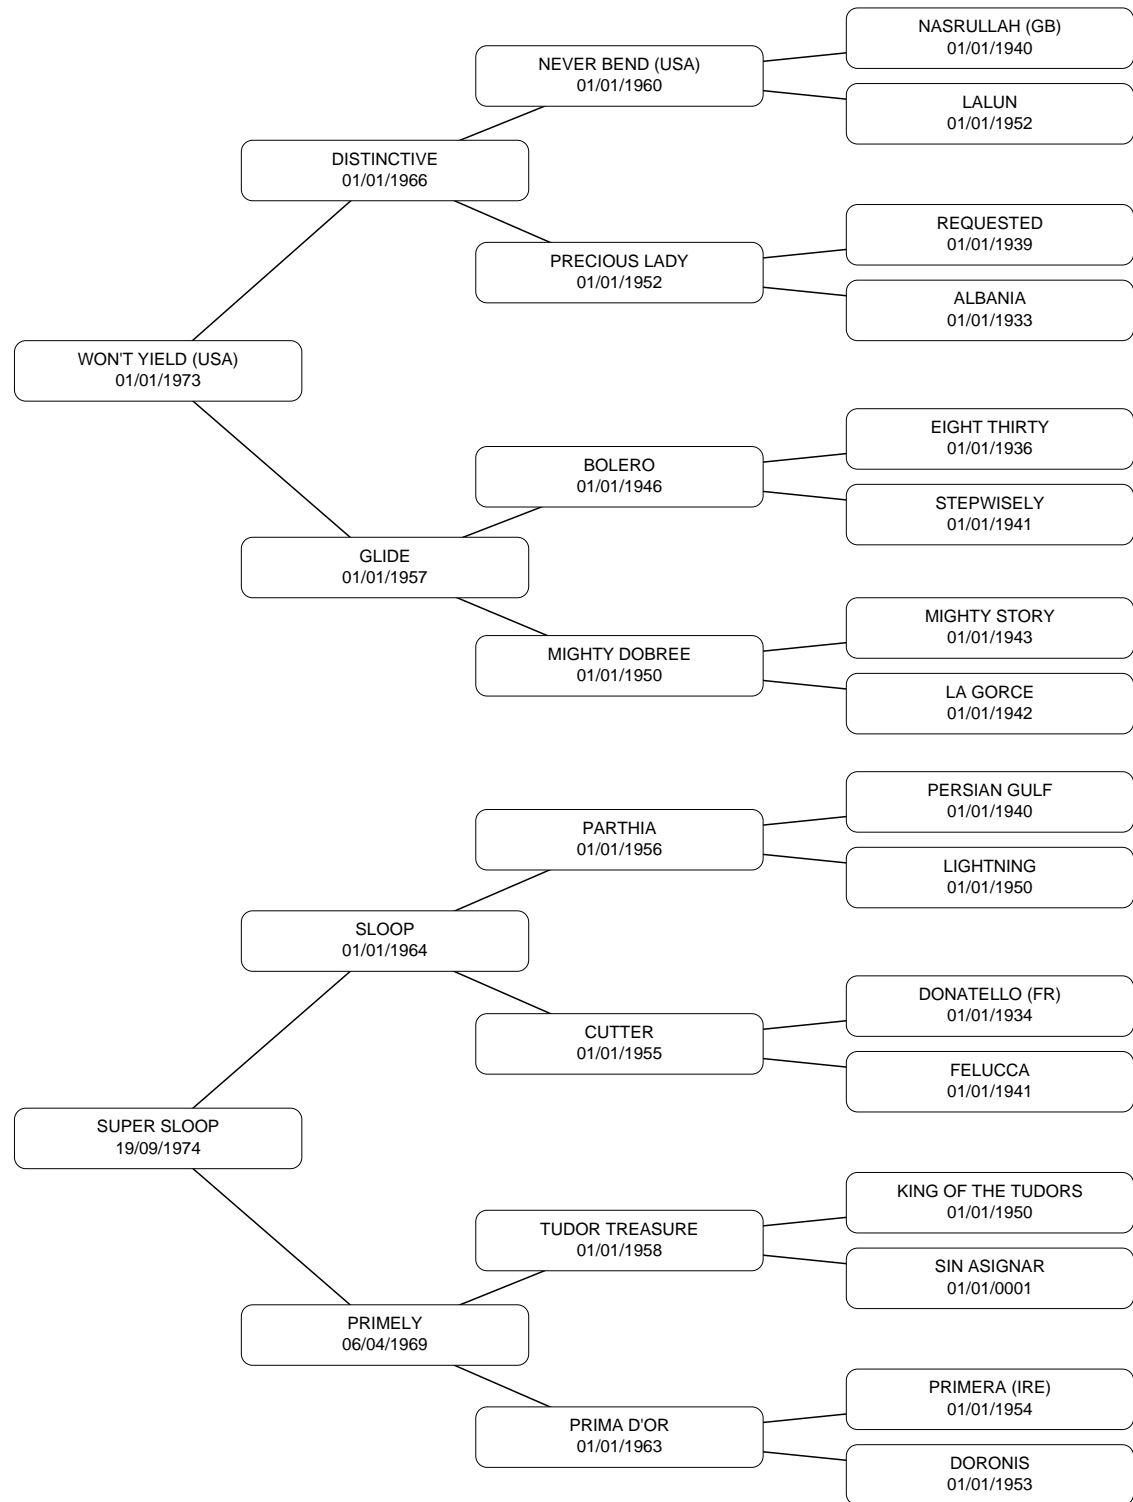 NASRULLAH (GB)
01/01/1940
NEVER BEND (USA)
01/01/1960
LALUN
01/01/1952
DISTINCTIVE
01/01/1966
REQUESTED
01/01/1939
PRECIOUS LADY
01/01/1952
ALBANIA
01/01/1933
WON'T YIELD (USA)
01/01/1973
EIGHT THIRTY
01/01/1936
BOLERO
01/01/1946
STEPWISELY
01/01/1941
GLIDE
01/01/1957
MIGHTY STORY
01/01/1943
MIGHTY DOBREE
01/01/1950
LA GORCE
01/01/1942
PERSIAN GULF
01/01/1940
PARTHIA
01/01/1956
LIGHTNING
01/01/1950
SLOOP
01/01/1964
DONATELLO (FR)
01/01/1934
CUTTER
01/01/1955
FELUCCA
01/01/1941
SUPER SLOOP
19/09/1974
KING OF THE TUDORS
01/01/1950
TUDOR TREASURE
01/01/1958
SIN ASIGNAR
01/01/0001
PRIMELY
06/04/1969
PRIMERA (IRE)
01/01/1954
PRIMA D'OR
01/01/1963
DORONIS
01/01/1953